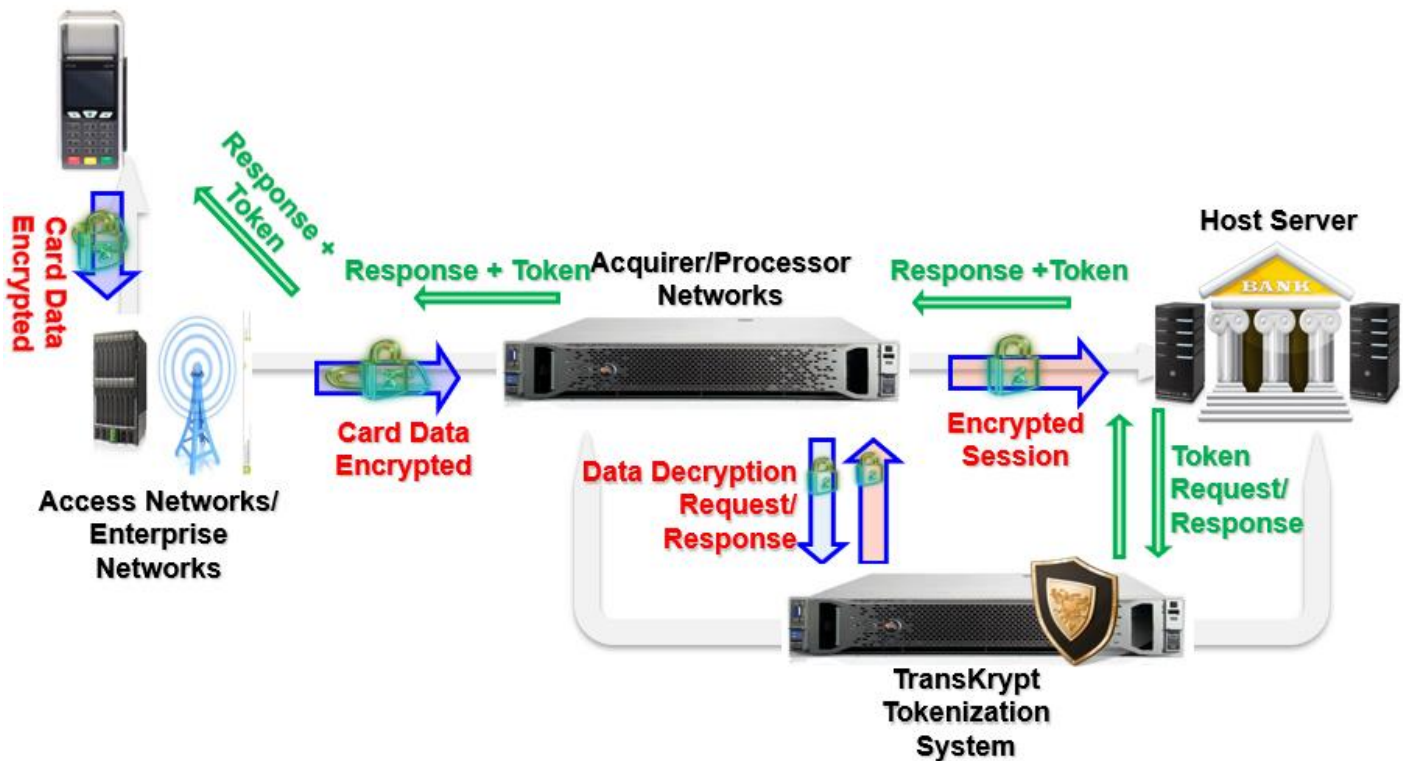 Response +
Token
Card Data
Encrypted
Host Server
Response + Token
Acquirer/Processor
Networks
Response +Token
BANK
Card Data
Encrypted
Encrypted
Session
Access Networks/
Enterprise
Networks
Data Decryption
Request/
Response
Token
Request/
Response
TransKrypt
Tokenization
System